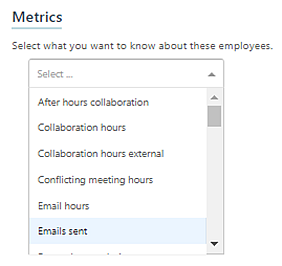 Metrics
Select what you want to know about these employees.
Select ...
After hours collaboration
Collaboration hours
Collaboration hours external
Conflicting meeting hours
Email hours
Emails sent